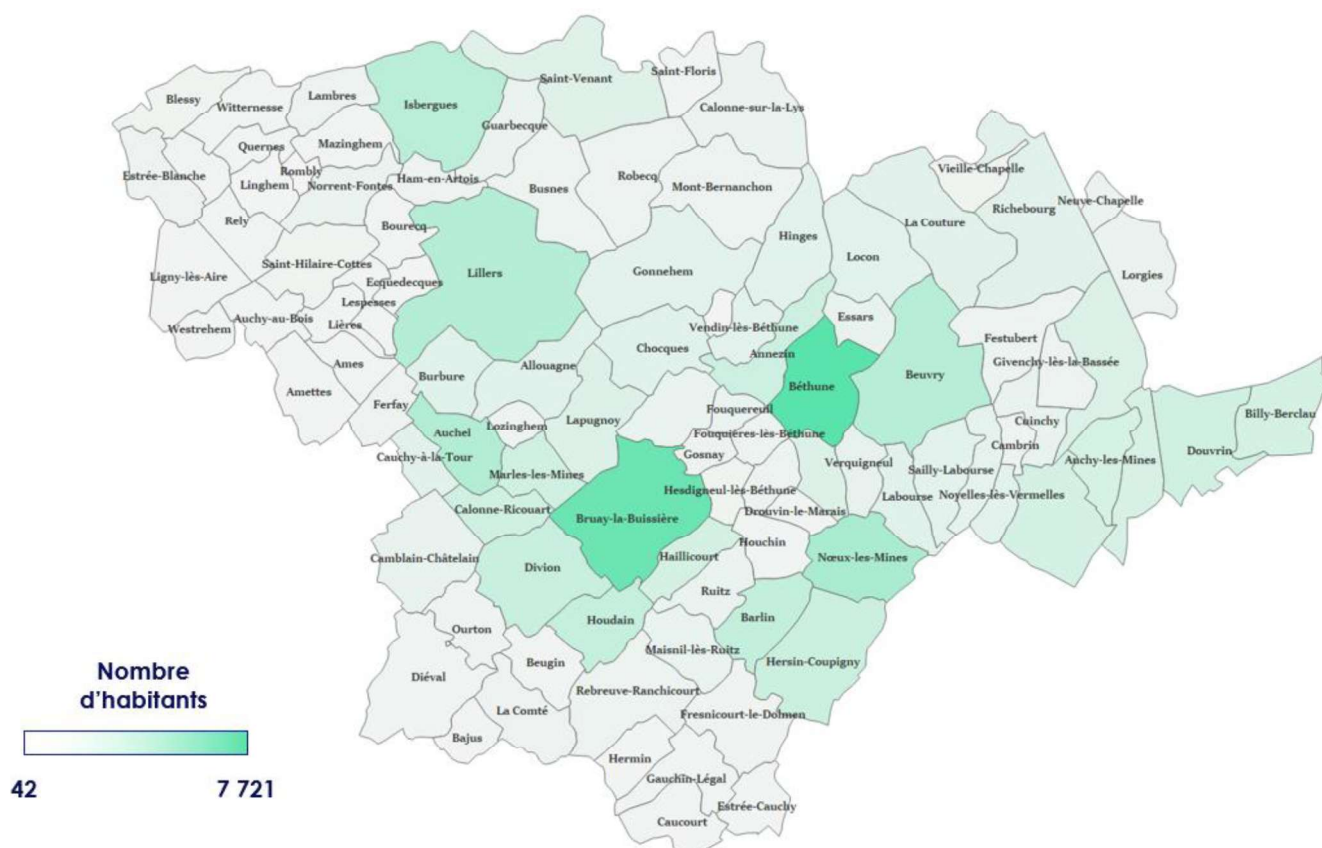 Saint-Venant
Saint-Floris
Blessy
Lambres
Isbergues
Witternesse
Calonne-sur-la-Lys
Guarbecque
Mazinghem
Quernes
Vieille-Chapelle
Rombly
Estrée-Blanche
Ham-en-Artois
Robecq
Linghem
Norrent-Fontes
Busnes
Mont-Bernanchon
Neuve-Chapelle
Richebourg
Rely
La Couture
Bourecq
Hinges
Locon
Saint-Hilaire-Cottes
Ligny-lès-Aire
Lillers
Gonnehem
Lorgies
Ecquedecques
Lespesses
Auchy-au-Bois
Essars
Lières
Westrehem
Vendin-lès-Béthune
Festubert
Chocques
Annezin
Ames
Allouagne
Givenchy-lès-la-Bassée
Burbure
Beuvry
Béthune
Amettes
Ferfay
Fouquereuil
Billy-Berclau
Lapugnoy
Cuinchy
Lozinghem
Auchel
Fouquières-lès-Béthune
Cambrin
Douvrin
Gosnay
Cauchy-à-la-Tour
Auchy-les-Mines
Verquigneul
Sailly-Labourse
Marles-les-Mines
Hesdigneul-lès-Béthune
Labourse
Noyelles-lès-Vermelles
Calonne-Ricouart
Drouvin-le-Marais
Bruay-la-Buissière
Houchin
Haillicourt
Camblain-Châtelain
Nœux-les-Mines
Divion
Ruitz
Houdain
Barlin
Ourton
Maisnil-lès-Ruitz
Beugin
Hersin-Coupigny
Diéval
Rebreuve-Ranchicourt
La Comté
Fresnicourt-le-Dolmen
Bajus
Hermin
Gauchin-Légal
Estrée-Cauchy
Caucourt
Nombre
d'habitants
42 7 721